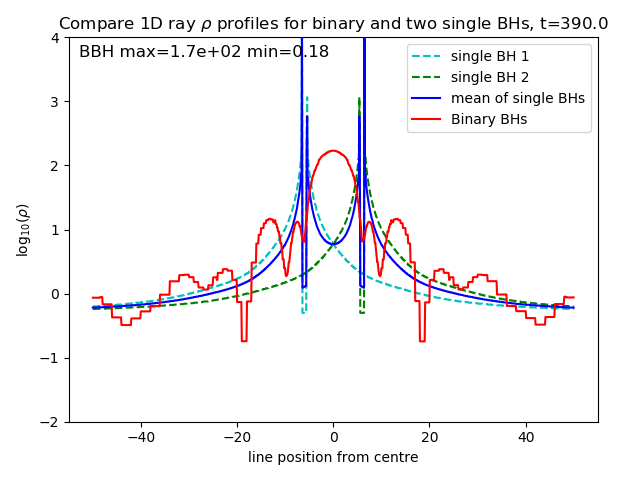 Compare 1D ray ρ profiles for binary and two single BHs, t=390.0
BBH max=1.7e+02 min=0.18
single BH 1
single BH 2
mean of single BHs
Binary BHs
4
3
2
1
0
−1
−2
log₁₀(ρ)
−40 −20 0 20 40
line position from centre